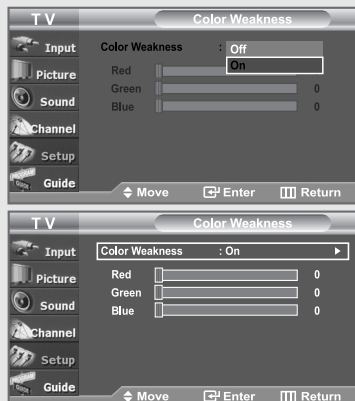 TV Color Weakness
Input Color Weakness : Off
On
Picture Red
Green 0
Sound Blue 0
Channel
Setup
Guide
Move Enter Return
TV Color Weakness
Input Color Weakness : On
Picture Red 0
Green 0
Sound Blue 0
Channel
Setup
Guide
Move Enter Return